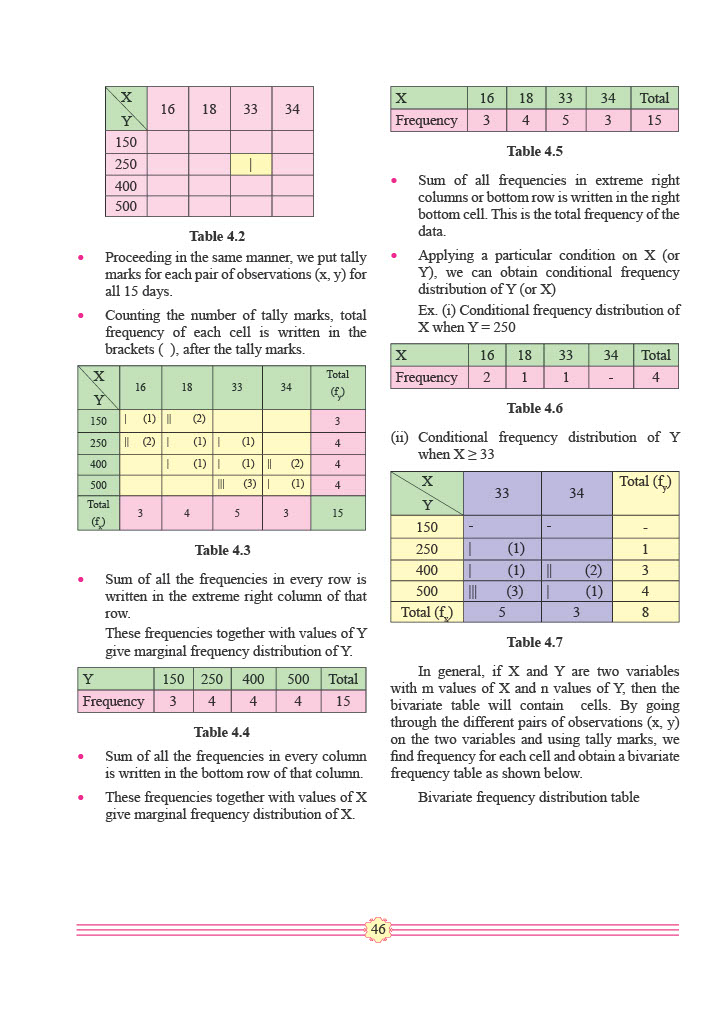 X 16 18 33 34
Y
150
250 |
400
500
Table 4.2
• Proceeding in the same manner, we put tally
marks for each pair of observations (x, y) for
all 15 days.
• Counting the number of tally marks, total
frequency of each cell is written in the
brackets ( ), after the tally marks.
X 16 18 33 34 Total
Y (fy)
150 | (1) || (2) 3
250 || (2) | (1) | (1) 4
400 | (1) | (1) || (2) 4
500 ||| (3) | (1) 4
Total
(fx) 3 4 5 3 15
Table 4.3
• Sum of all the frequencies in every row is
written in the extreme right column of that
row.
These frequencies together with values of Y
give marginal frequency distribution of Y.
Y 150 250 400 500 Total
Frequency 3 4 4 4 15
Table 4.4
• Sum of all the frequencies in every column
is written in the bottom row of that column.
• These frequencies together with values of X
give marginal frequency distribution of X.
X 16 18 33 34 Total
Frequency 3 4 5 3 15
Table 4.5
• Sum of all frequencies in extreme right
columns or bottom row is written in the right
bottom cell. This is the total frequency of the
data.
• Applying a particular condition on X (or
Y), we can obtain conditional frequency
distribution of Y (or X)
Ex. (i) Conditional frequency distribution of
X when Y = 250
X 16 18 33 34 Total
Frequency 2 1 1 - 4
Table 4.6
(ii) Conditional frequency distribution of Y
when X ≥ 33
X 33 34 Total (fy)
Y
150 - - -
250 | (1) 1
400 | (1) || (2) 3
500 ||| (3) | (1) 4
Total (fx) 5 3 8
Table 4.7
In general, if X and Y are two variables
with m values of X and n values of Y, then the
bivariate table will contain cells. By going
through the different pairs of observations (x, y)
on the two variables and using tally marks, we
find frequency for each cell and obtain a bivariate
frequency table as shown below.
Bivariate frequency distribution table
46